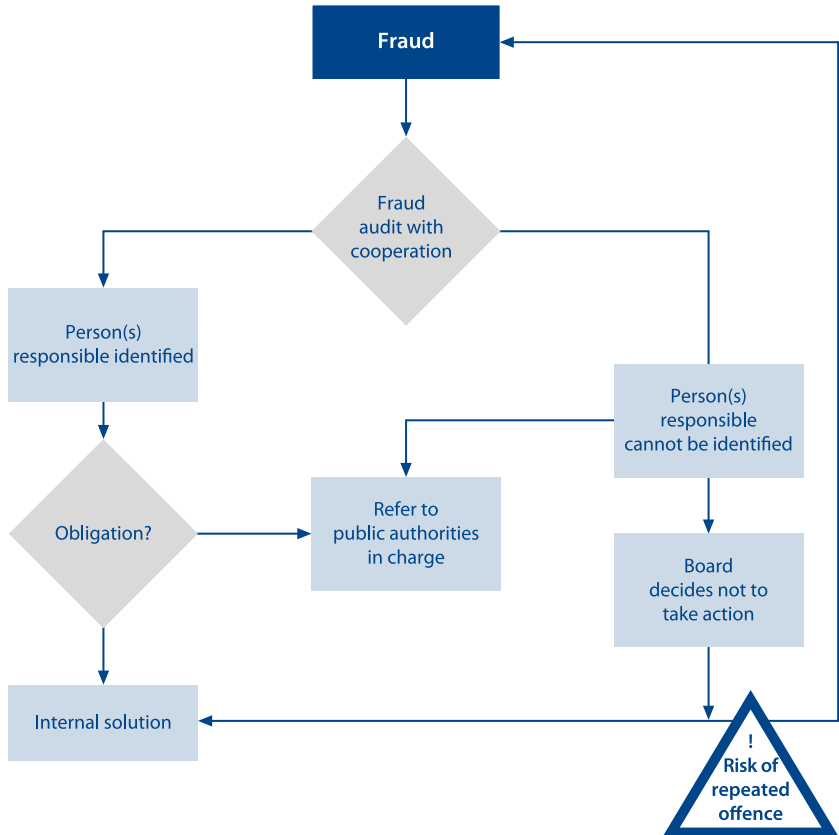 Fraud
Fraud
audit with
cooperation
Person(s)
responsible identified
Person(s)
responsible
cannot be identified
Obligation?
Refer to
public authorities
in charge
Board
decides not to
take action
Internal solution
!
Risk of
repeated
offence